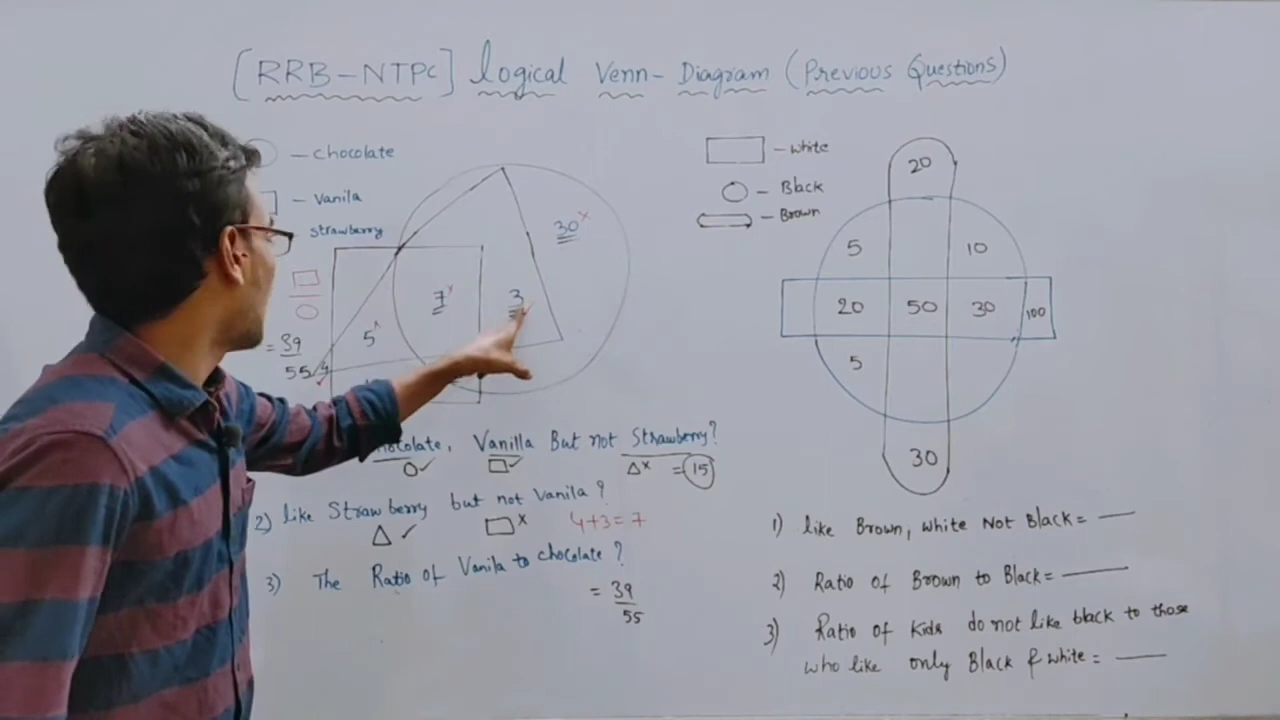 [RRB-NTPC] logical Venn-Diagram (Previous Questions)
- chocolate
- Vanila
strawberry
= 39
55
4
5
7
3
30
Chocolate, Vanilla But not Strawberry?
= 15
2) like Strawberry but not Vanila?
4+3=7
3) The Ratio of Vanila to chocolate?
= 39
55
- white
- Black
- Brown
20
5
10
20
50
30
100
5
30
1) like Brown, white Not Black =
2) Ratio of Brown to Black =
3) Ratio of Kids do not like black to those
who like only Black & white =